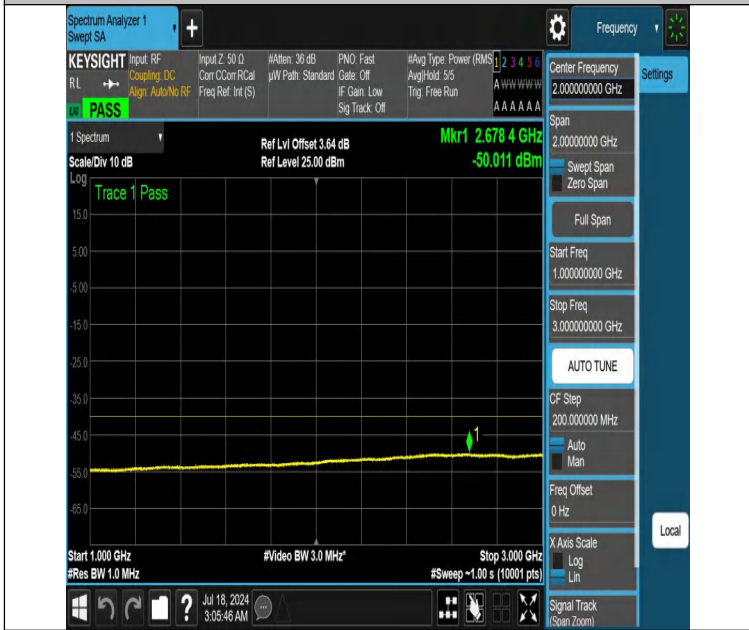 Spectrum Analyzer 1
Swept SA
+
Frequency
KEYSIGHT
RL
PASS
Input: RF
Coupling: DC
Align: Auto/No RF
Input Z: 50 Ω
Corr CCorr RCal
Freq Ref: Int (S)
#Atten: 36 dB
µW Path: Standard
PNO: Fast
Gate: Off
IF Gain: Low
Sig Track: Off
#Avg Type: Power (RMS
Avg|Hold: 5/5
Trig: Free Run
1 2 3 4 5 6
A W W W W W
A A A A A A
1 Spectrum
Scale/Div 10 dB
Ref Lvl Offset 3.64 dB
Ref Level 25.00 dBm
Mkr1 2.678 4 GHz
-50.011 dBm
Log
Trace 1 Pass
15.0
5.00
-5.00
-15.0
-25.0
-35.0
-45.0
-55.0
-65.0
1
Start 1.000 GHz
#Res BW 1.0 MHz
#Video BW 3.0 MHz*
Stop 3.000 GHz
#Sweep ~1.00 s (10001 pts)
Center Frequency
2.000000000 GHz
Span
2.00000000 GHz
Swept Span
Zero Span
Full Span
Start Freq
1.000000000 GHz
Stop Freq
3.000000000 GHz
AUTO TUNE
CF Step
200.000000 MHz
Auto
Man
Freq Offset
0 Hz
X Axis Scale
Log
Lin
Signal Track
(Span Zoom)
Settings
Local
?
Jul 18, 2024
3:05:46 AM